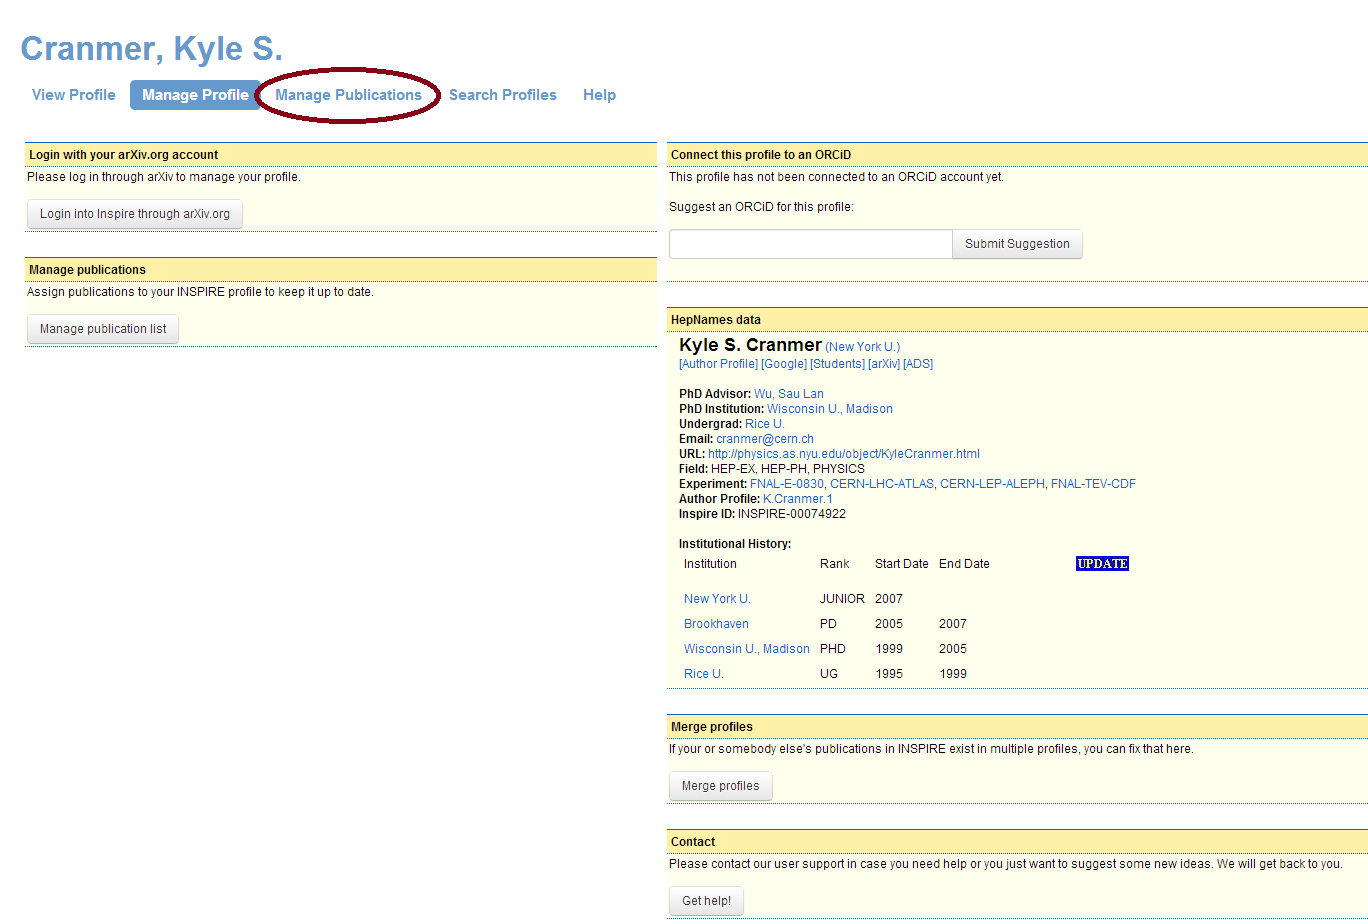 Cranmer, Kyle S.
View Profile Manage Profile Manage Publications Search Profiles Help
Login with your arXiv.org account
Please log in through arXiv to manage your profile.
Login into Inspire through arXiv.org
Manage publications
Assign publications to your INSPIRE profile to keep it up to date.
Manage publication list
Connect this profile to an ORCiD
This profile has not been connected to an ORCiD account yet.
Suggest an ORCiD for this profile:
Submit Suggestion
HepNames data
Kyle S. Cranmer (New York U.)
[Author Profile] [Google] [Students] [arXiv] [ADS]
PhD Advisor: Wu, Sau Lan
PhD Institution: Wisconsin U., Madison
Undergrad: Rice U.
Email: cranmer@cern.ch
URL: http://physics.as.nyu.edu/object/KyleCranmer.html
Field: HEP-EX, HEP-PH, PHYSICS
Experiment: FNAL-E-0830, CERN-LHC-ATLAS, CERN-LEP-ALEPH, FNAL-TEV-CDF
Author Profile: K.Cranmer.1
Inspire ID: INSPIRE-00074922
Institutional History:
Institution Rank Start Date End Date UPDATE
New York U. JUNIOR 2007
Brookhaven PD 2005 2007
Wisconsin U., Madison PHD 1999 2005
Rice U. UG 1995 1999
Merge profiles
If your or somebody else's publications in INSPIRE exist in multiple profiles, you can fix that here.
Merge profiles
Contact
Please contact our user support in case you need help or you just want to suggest some new ideas. We will get back to you.
Get help!